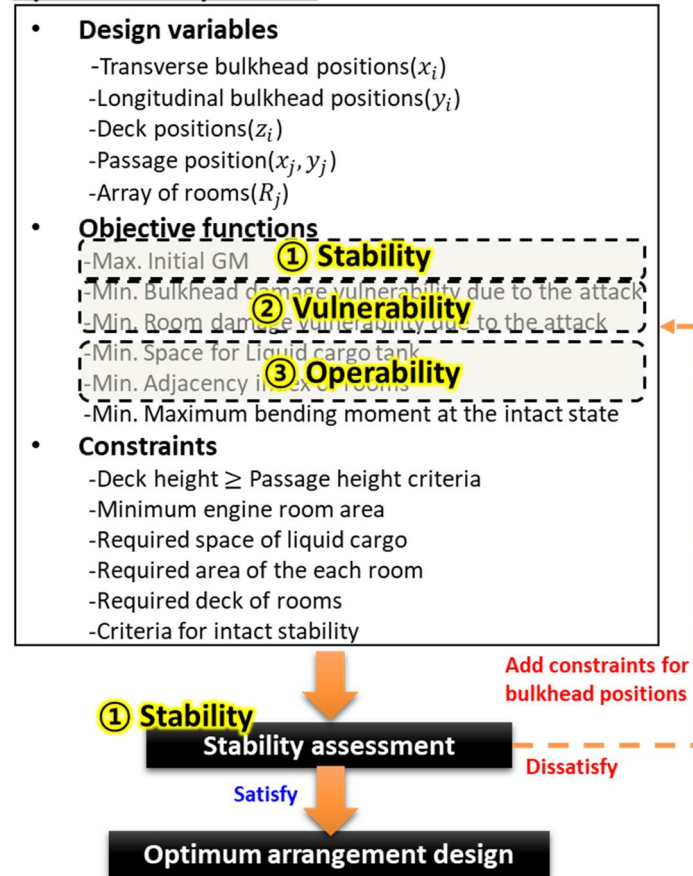 • Design variables
-Transverse bulkhead positions(xᵢ)
-Longitudinal bulkhead positions(yᵢ)
-Deck positions(zᵢ)
-Passage position(xⱼ, yⱼ)
-Array of rooms(Rⱼ)
• Objective functions
-Max. Initial GM
① Stability
-Min. Bulkhead damage vulnerability due to the attack
② Vulnerability
-Min. Room damage vulnerability due to the attack
-Min. Space for Liquid cargo tank
③ Operability
-Min. Adjacency index of rooms
-Min. Maximum bending moment at the intact state
• Constraints
-Deck height ≥ Passage height criteria
-Minimum engine room area
-Required space of liquid cargo
-Required area of the each room
-Required deck of rooms
-Criteria for intact stability
Add constraints for
bulkhead positions
① Stability
Stability assessment
Dissatisfy
Satisfy
Optimum arrangement design